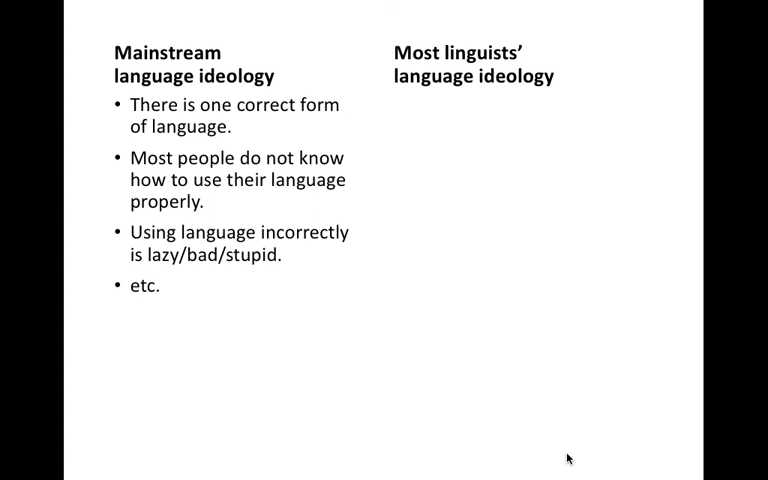 Mainstream
language ideology
• There is one correct form
of language.
• Most people do not know
how to use their language
properly.
• Using language incorrectly
is lazy/bad/stupid.
• etc.
Most linguists’
language ideology